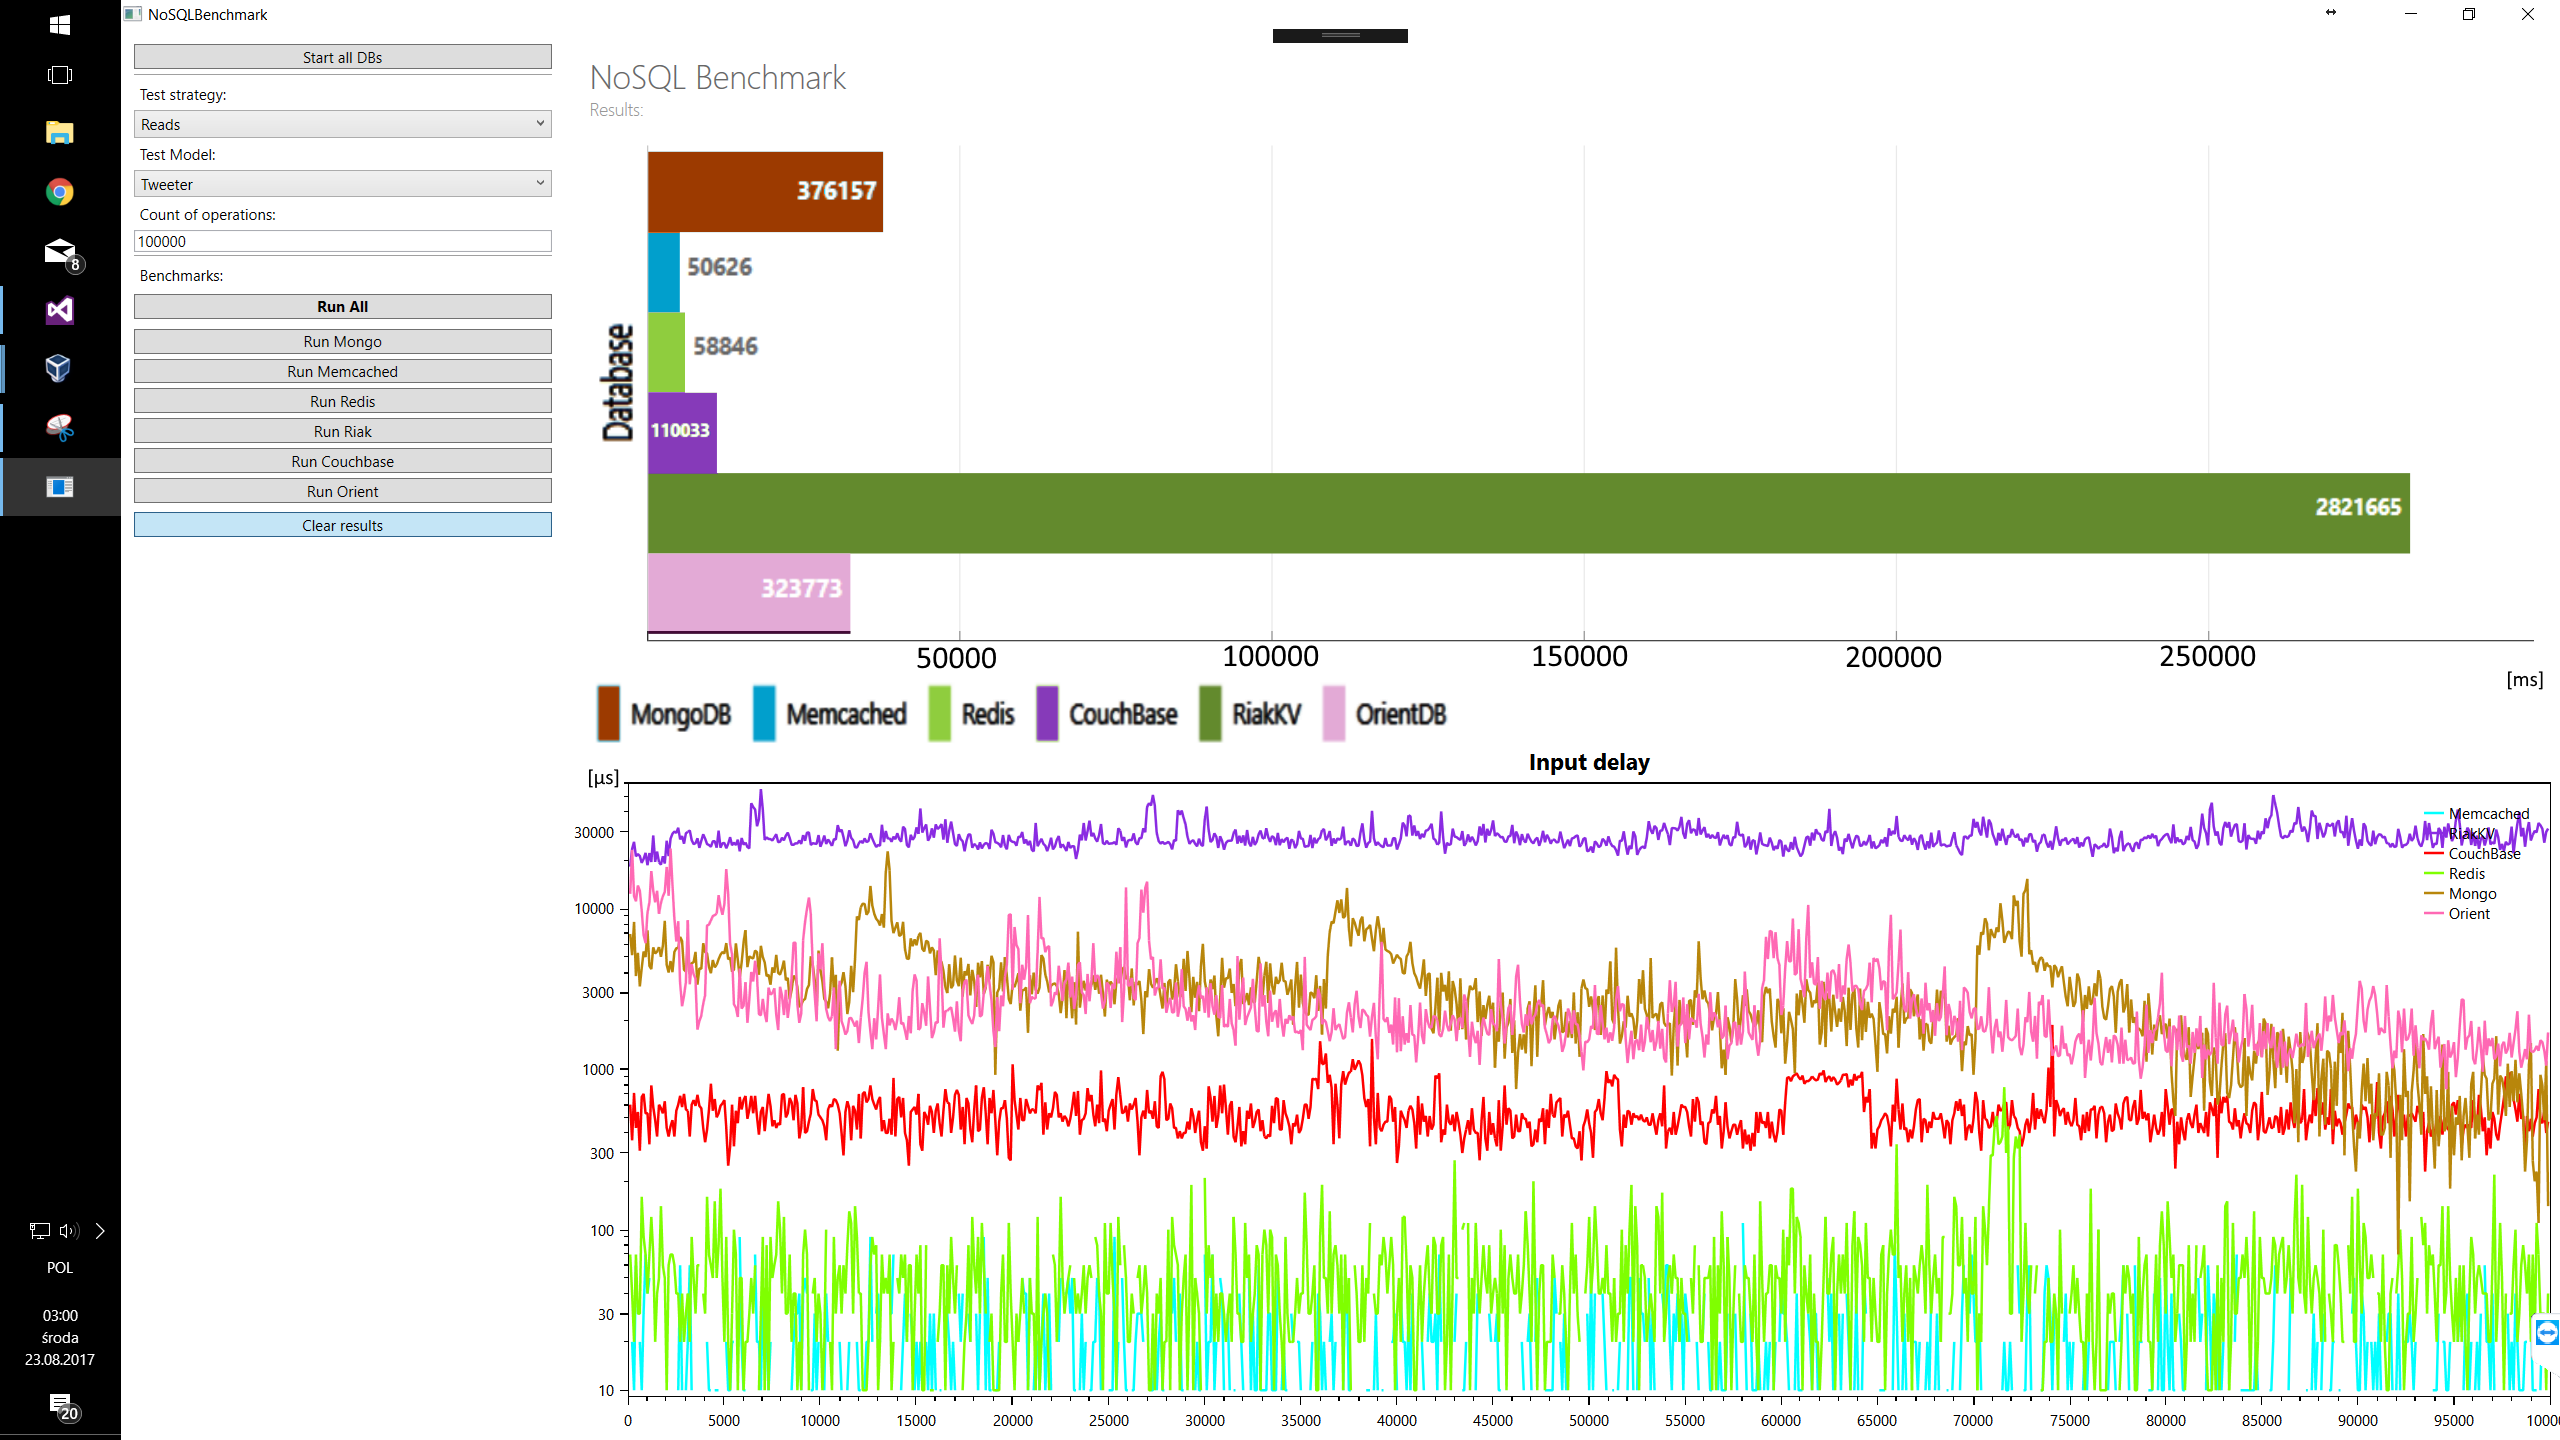 NoSQLBenchmark
Start all DBs
Test strategy:
Reads
Test Model:
Tweeter
Count of operations:
100000
Benchmarks:
Run All
Run Mongo
Run Memcached
Run Redis
Run Riak
Run Couchbase
Run Orient
Clear results
8
POL
03:00
środa
23.08.2017
20
NoSQL Benchmark
Results:
Database
376157
50626
58846
110033
2821665
323773
50000 100000 150000 200000 250000
[ms]
MongoDB Memcached Redis CouchBase RiakKV OrientDB
Input delay
[µs]
30000
10000
3000
1000
300
100
30
10
Memcached
RiakKV
CouchBase
Redis
Mongo
Orient
0 5000 10000 15000 20000 25000 30000 35000 40000 45000 50000 55000 60000 65000 70000 75000 80000 85000 90000 95000 10000